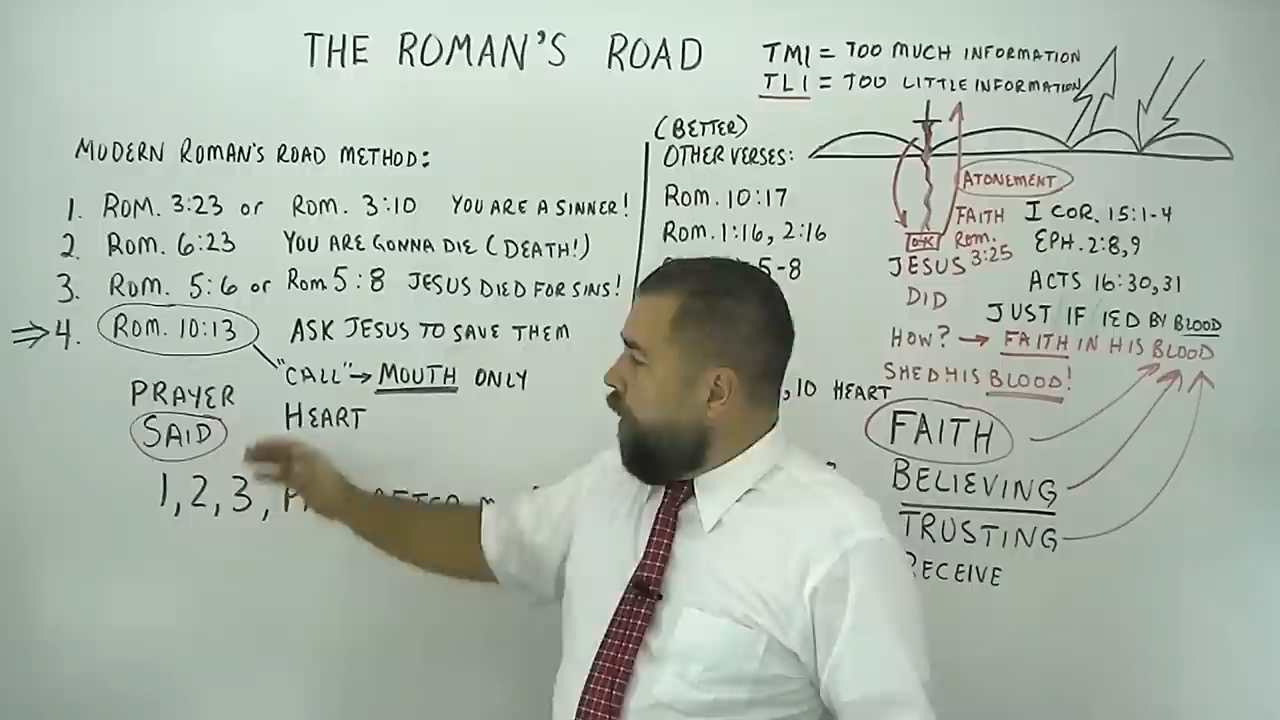 THE ROMAN'S ROAD
TMI = TOO MUCH INFORMATION
TLI = TOO LITTLE INFORMATION
MODERN ROMAN'S ROAD METHOD:
1. ROM. 3:23 or Rom. 3:10 YOU ARE A SINNER!
2. Rom. 6:23 YOU ARE GONNA DIE (DEATH!)
3. Rom. 5:6 or Rom 5:8 JESUS DIED FOR SINS!
⇒ 4. Rom. 10:13 ASK JESUS TO SAVE THEM
"CALL" → MOUTH ONLY
PRAYER HEART
SAID
1, 2, 3,
(BETTER)
OTHER VERSES:
Rom. 10:17
Rom. 1:16, 2:16
5-8
,10 HEART
ATONEMENT
FAITH
Rom.
3:25
JESUS
DID
HOW? → FAITH IN HIS BLOOD
SHED HIS BLOOD!
I COR. 15:1-4
EPH. 2:8,9
ACTS 16:30,31
JUST IF IED BY BLOOD
FAITH
BELIEVING
TRUSTING
RECEIVE